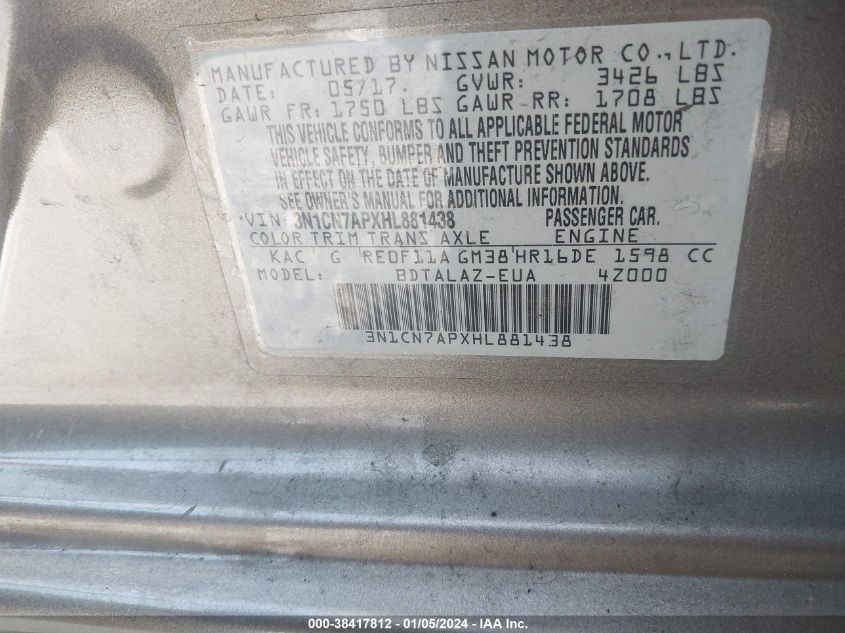 MANUFACTURED BY NISSAN MOTOR CO., LTD.
DATE: 05/17. GVWR: 3426 LBS
GAWR FR: 1750 LBS GAWR RR: 1708 LBS
THIS VEHICLE CONFORMS TO ALL APPLICABLE FEDERAL MOTOR
VEHICLE SAFETY, BUMPER AND THEFT PREVENTION STANDARDS
IN EFFECT ON THE DATE OF MANUFACTURE SHOWN ABOVE.
SEE OWNER'S MANUAL FOR ADDITIONAL INFORMATION.
VIN: 3N1CN7APXHL881438 PASSENGER CAR.
COLOR TRIM TRANS AXLE ENGINE
KAC G RE0F11A GM38 HR16DE 1598 CC
MODEL: BDTALAZ-EUA 4Z000
3N1CN7APXHL881438
000-38417812 - 01/05/2024 - © IAA, Inc.